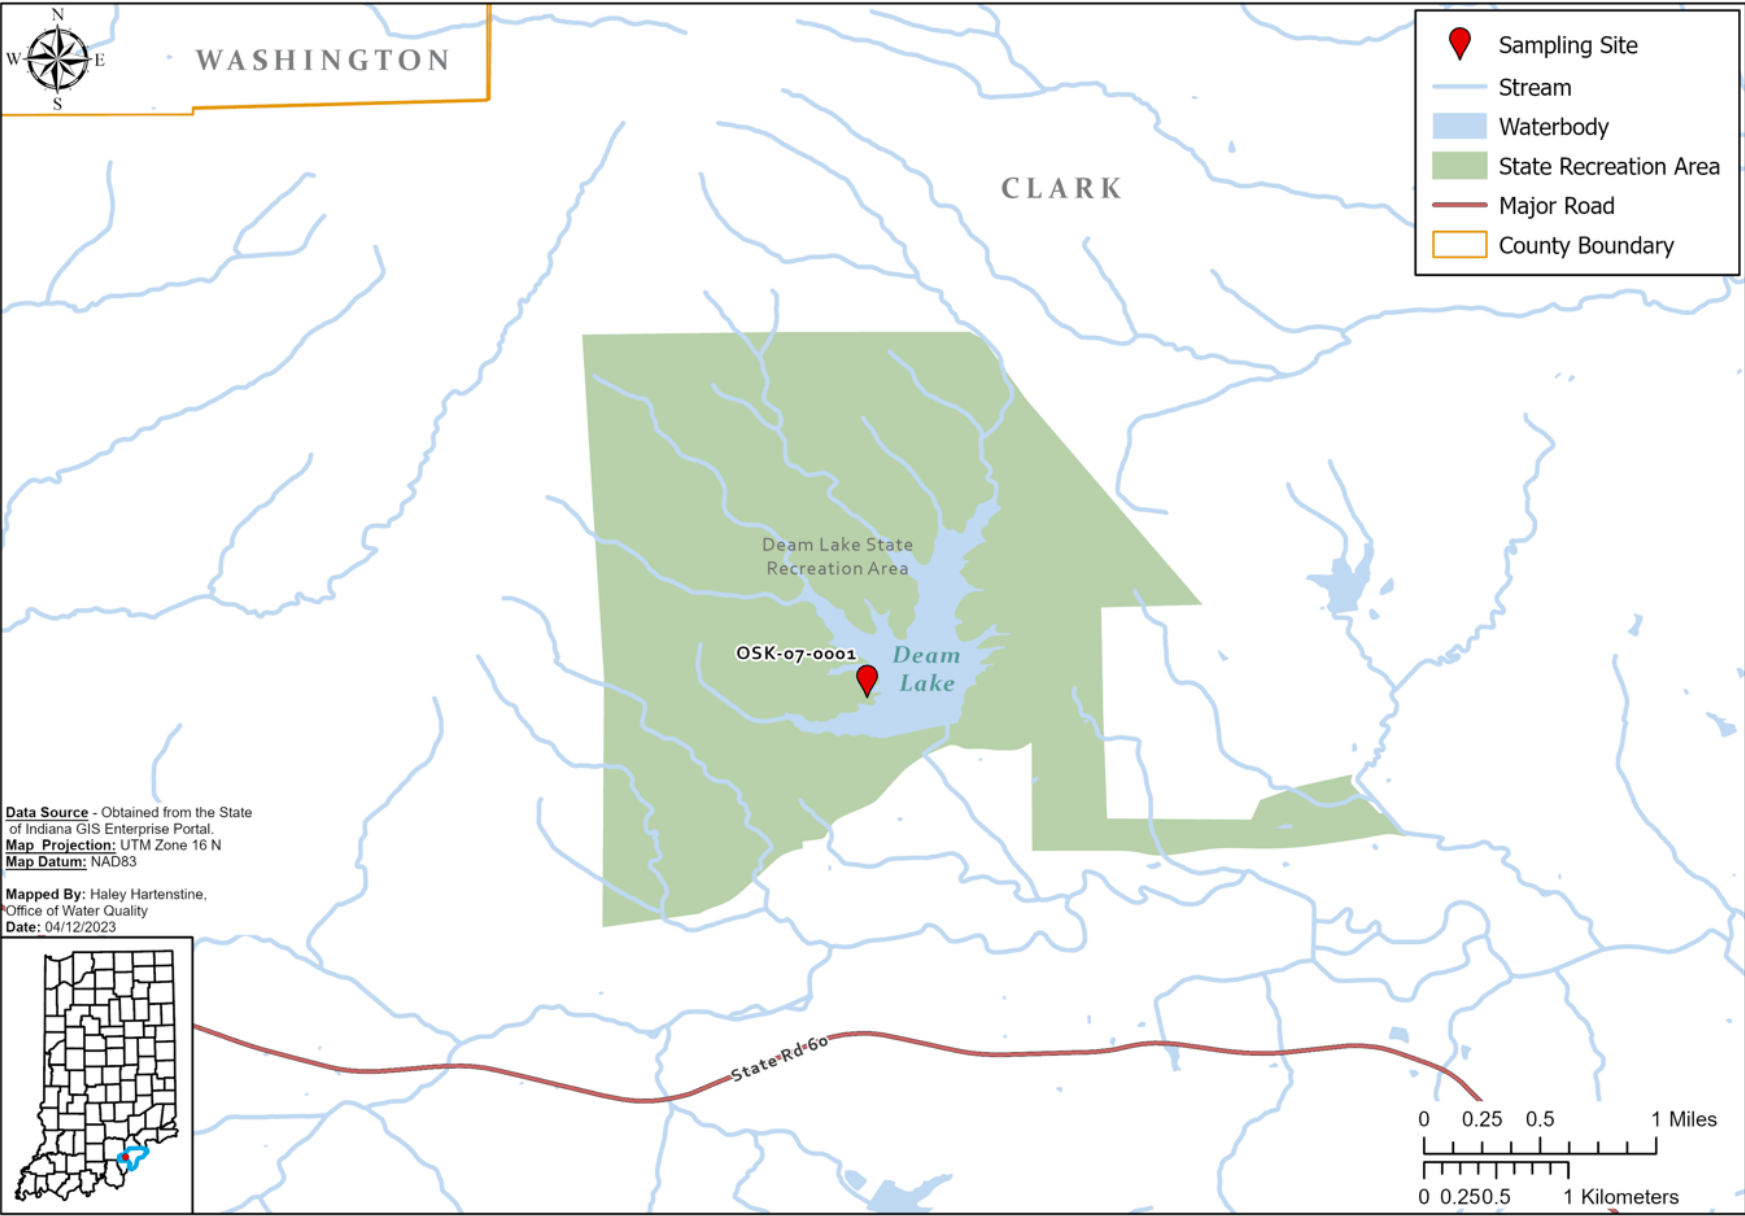 N
W
E
S
WASHINGTON
CLARK
Sampling Site
Stream
Waterbody
State Recreation Area
Major Road
County Boundary
Deam Lake State
Recreation Area
OSK-07-0001
Deam
Lake
Data Source - Obtained from the State
of Indiana GIS Enterprise Portal.
Map Projection: UTM Zone 16 N
Map Datum: NAD83
Mapped By: Haley Hartenstine,
Office of Water Quality
Date: 04/12/2023
State Rd 60
0 0.25 0.5 1 Miles
0 0.25 0.5 1 Kilometers